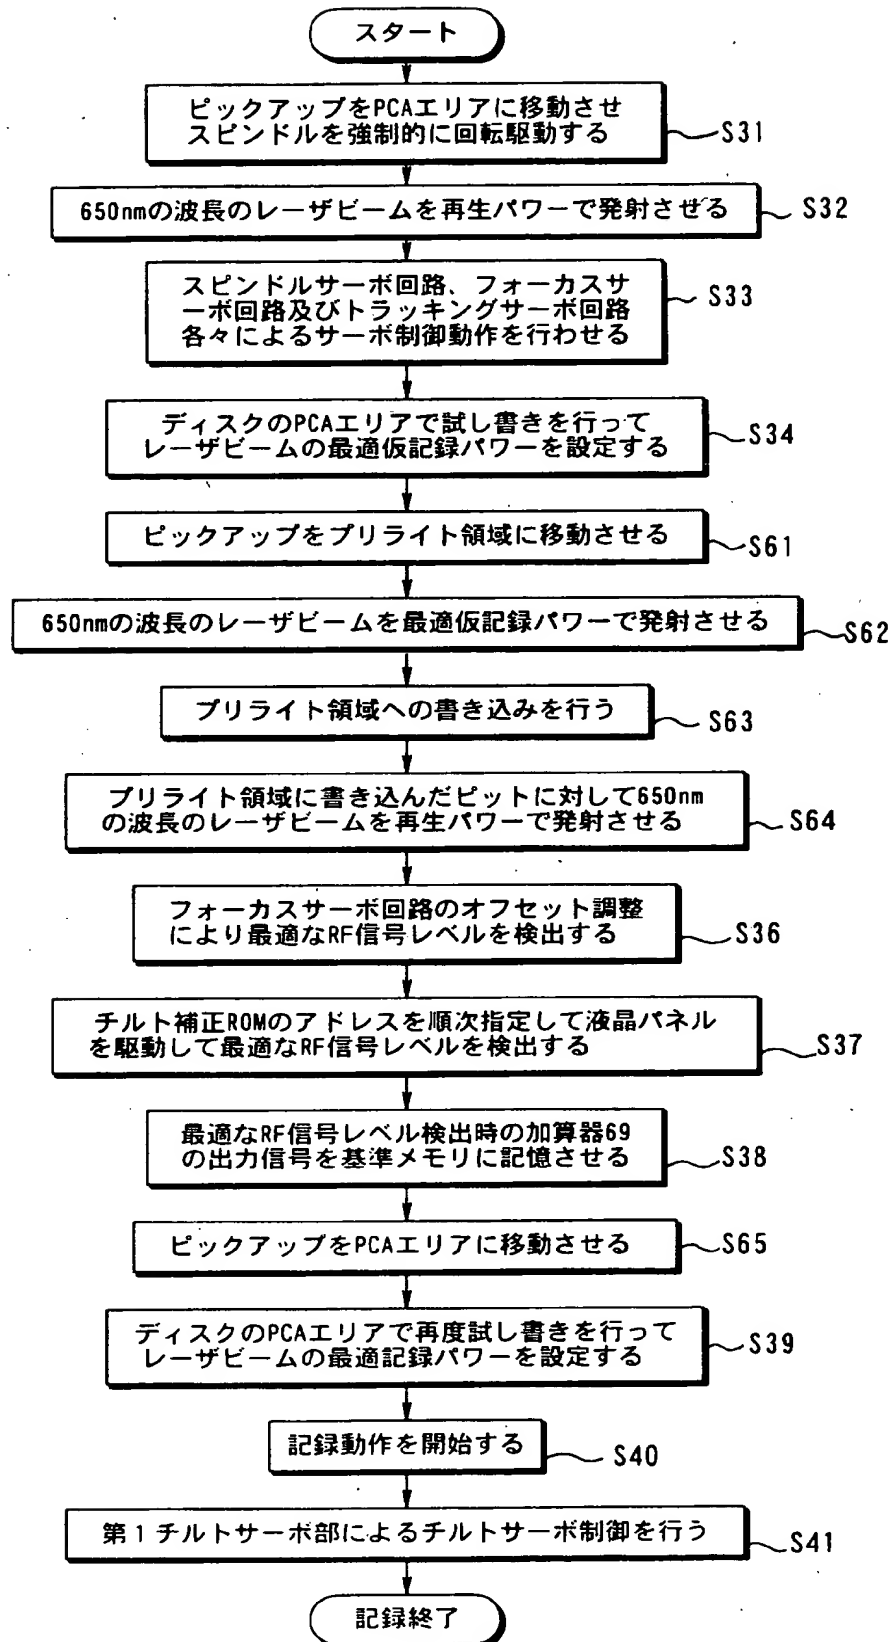 スタート
ピックアップをPCAエリアに移動させ
スピンドルを強制的に回転駆動する
S31
650nmの波長のレーザビームを再生パワーで発射させる
S32
スピンドルサーボ回路、フォーカスサ
ーボ回路及びトラッキングサーボ回路
各々によるサーボ制御動作を行わせる
S33
ディスクのPCAエリアで試し書きを行って
レーザビームの最適仮記録パワーを設定する
S34
ピックアップをプリライト領域に移動させる
S61
650nmの波長のレーザビームを最適仮記録パワーで発射させる
S62
プリライト領域への書き込みを行う
S63
プリライト領域に書き込んだピットに対して650nm
の波長のレーザビームを再生パワーで発射させる
S64
フォーカスサーボ回路のオフセット調整
により最適なRF信号レベルを検出する
S36
チルト補正ROMのアドレスを順次指定して液晶パネル
を駆動して最適なRF信号レベルを検出する
S37
最適なRF信号レベル検出時の加算器69
の出力信号を基準メモリに記憶させる
S38
ピックアップをPCAエリアに移動させる
S65
ディスクのPCAエリアで再度試し書きを行って
レーザビームの最適記録パワーを設定する
S39
記録動作を開始する
S40
第1チルトサーボ部によるチルトサーボ制御を行う
S41
記録終了